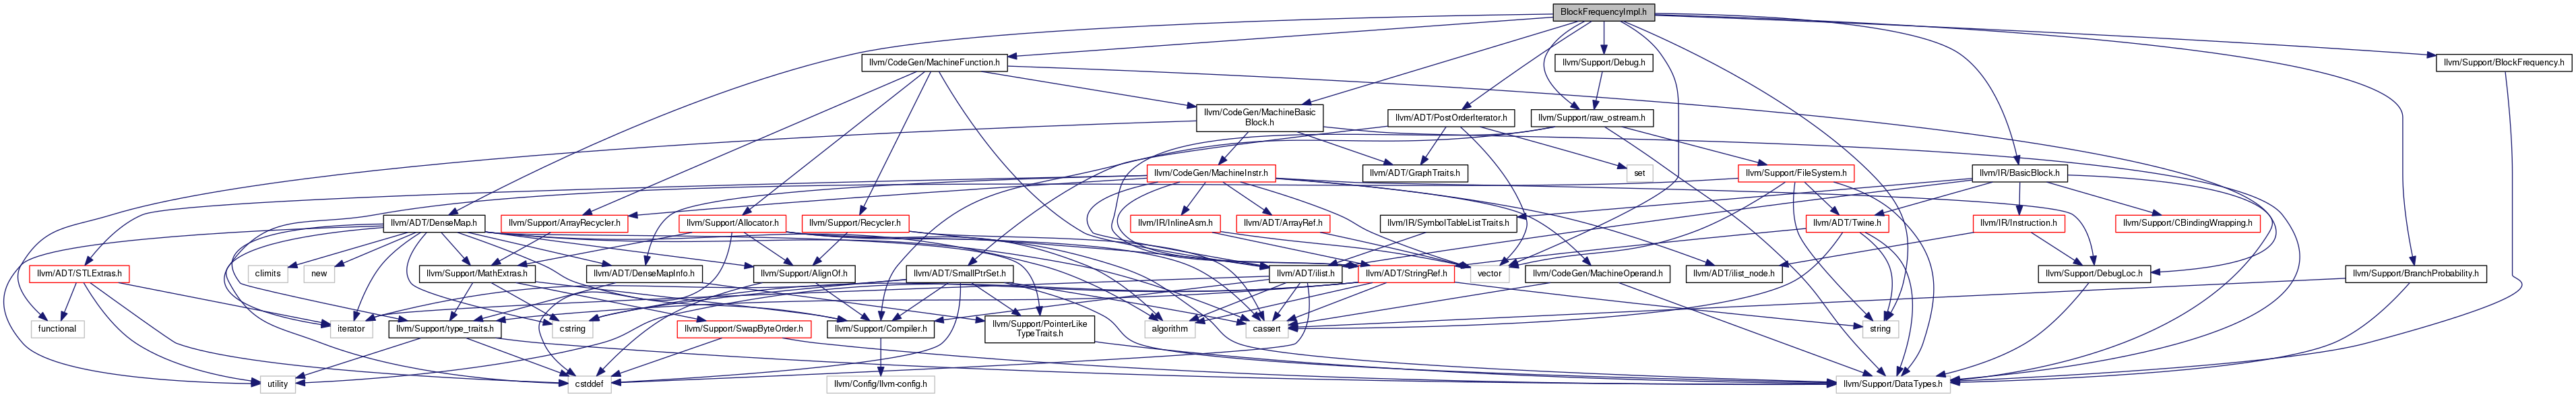 BlockFrequencyImpl.h
llvm/CodeGen/MachineFunction.h
llvm/Support/Debug.h
llvm/Support/BlockFrequency.h
llvm/CodeGen/MachineBasic
Block.h
llvm/ADT/PostOrderIterator.h
llvm/Support/raw_ostream.h
llvm/CodeGen/MachineInstr.h
llvm/ADT/GraphTraits.h
set
llvm/Support/FileSystem.h
llvm/IR/BasicBlock.h
llvm/ADT/DenseMap.h
llvm/Support/ArrayRecycler.h
llvm/Support/Allocator.h
llvm/Support/Recycler.h
llvm/IR/InlineAsm.h
llvm/ADT/ArrayRef.h
llvm/IR/SymbolTableListTraits.h
llvm/ADT/Twine.h
llvm/IR/Instruction.h
llvm/Support/CBindingWrapping.h
llvm/ADT/STLExtras.h
climits
new
llvm/Support/MathExtras.h
llvm/ADT/DenseMapInfo.h
llvm/Support/AlignOf.h
llvm/ADT/SmallPtrSet.h
llvm/ADT/ilist.h
llvm/ADT/StringRef.h
vector
llvm/CodeGen/MachineOperand.h
llvm/ADT/ilist_node.h
llvm/Support/DebugLoc.h
llvm/Support/BranchProbability.h
functional
iterator
llvm/Support/type_traits.h
cstring
llvm/Support/SwapByteOrder.h
llvm/Support/Compiler.h
llvm/Support/PointerLike
TypeTraits.h
algorithm
cassert
string
utility
cstddef
llvm/Config/llvm-config.h
llvm/Support/DataTypes.h